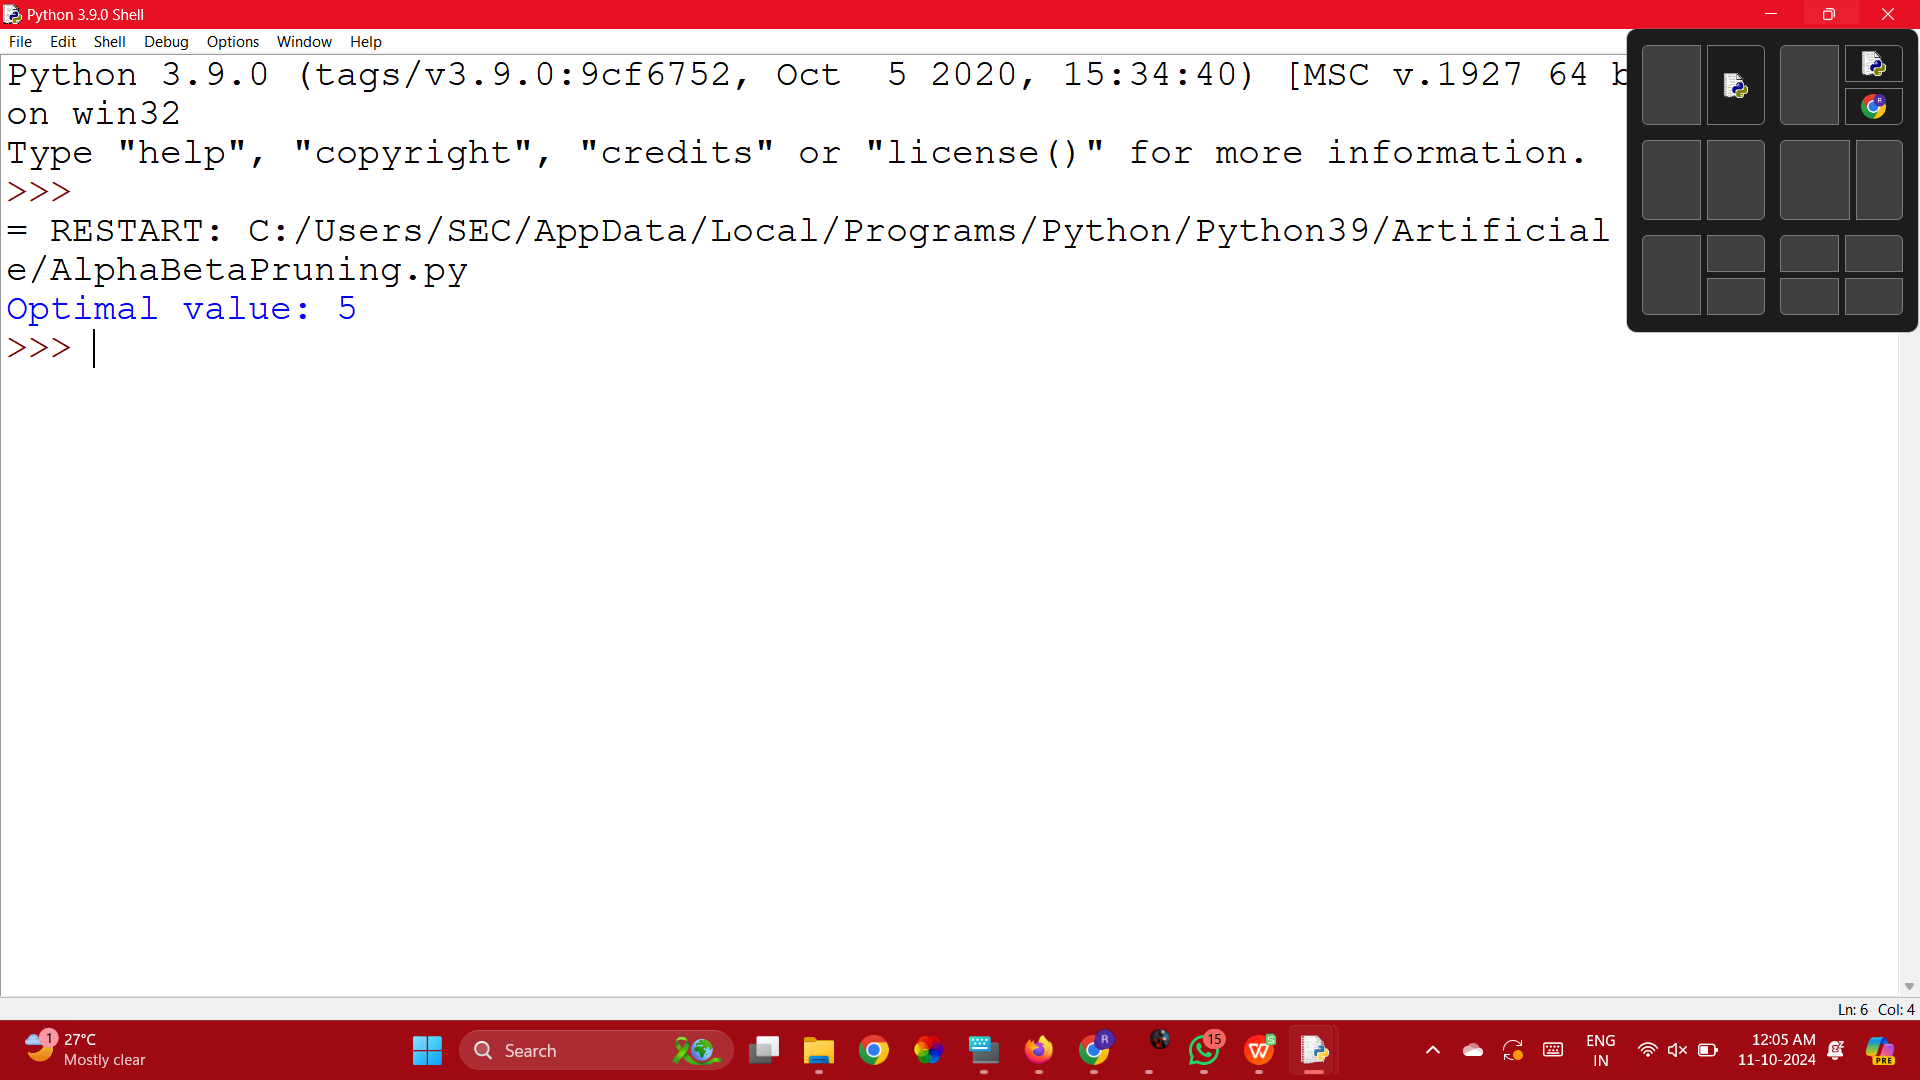 Python 3.9.0 Shell
File Edit Shell Debug Options Window Help
Python 3.9.0 (tags/v3.9.0:9cf6752, Oct  5 2020, 15:34:40) [MSC v.1927 64 b
on win32
Type "help", "copyright", "credits" or "license()" for more information.
>>>
= RESTART: C:/Users/SEC/AppData/Local/Programs/Python/Python39/Artificial
e/AlphaBetaPruning.py
Optimal value: 5
>>>
R
Ln: 6 Col: 4
1
27°C
Mostly clear
Search
R
15
W
S
ENG
IN
12:05 AM
11-10-2024
PRE